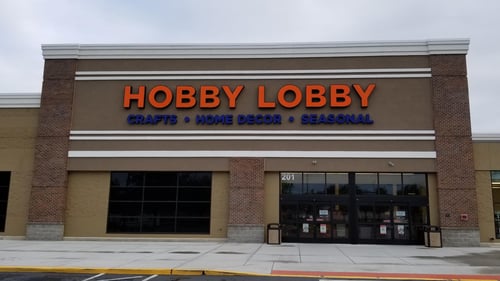 HOBBY LOBBY
CRAFTS • HOME DECOR • SEASONAL
201